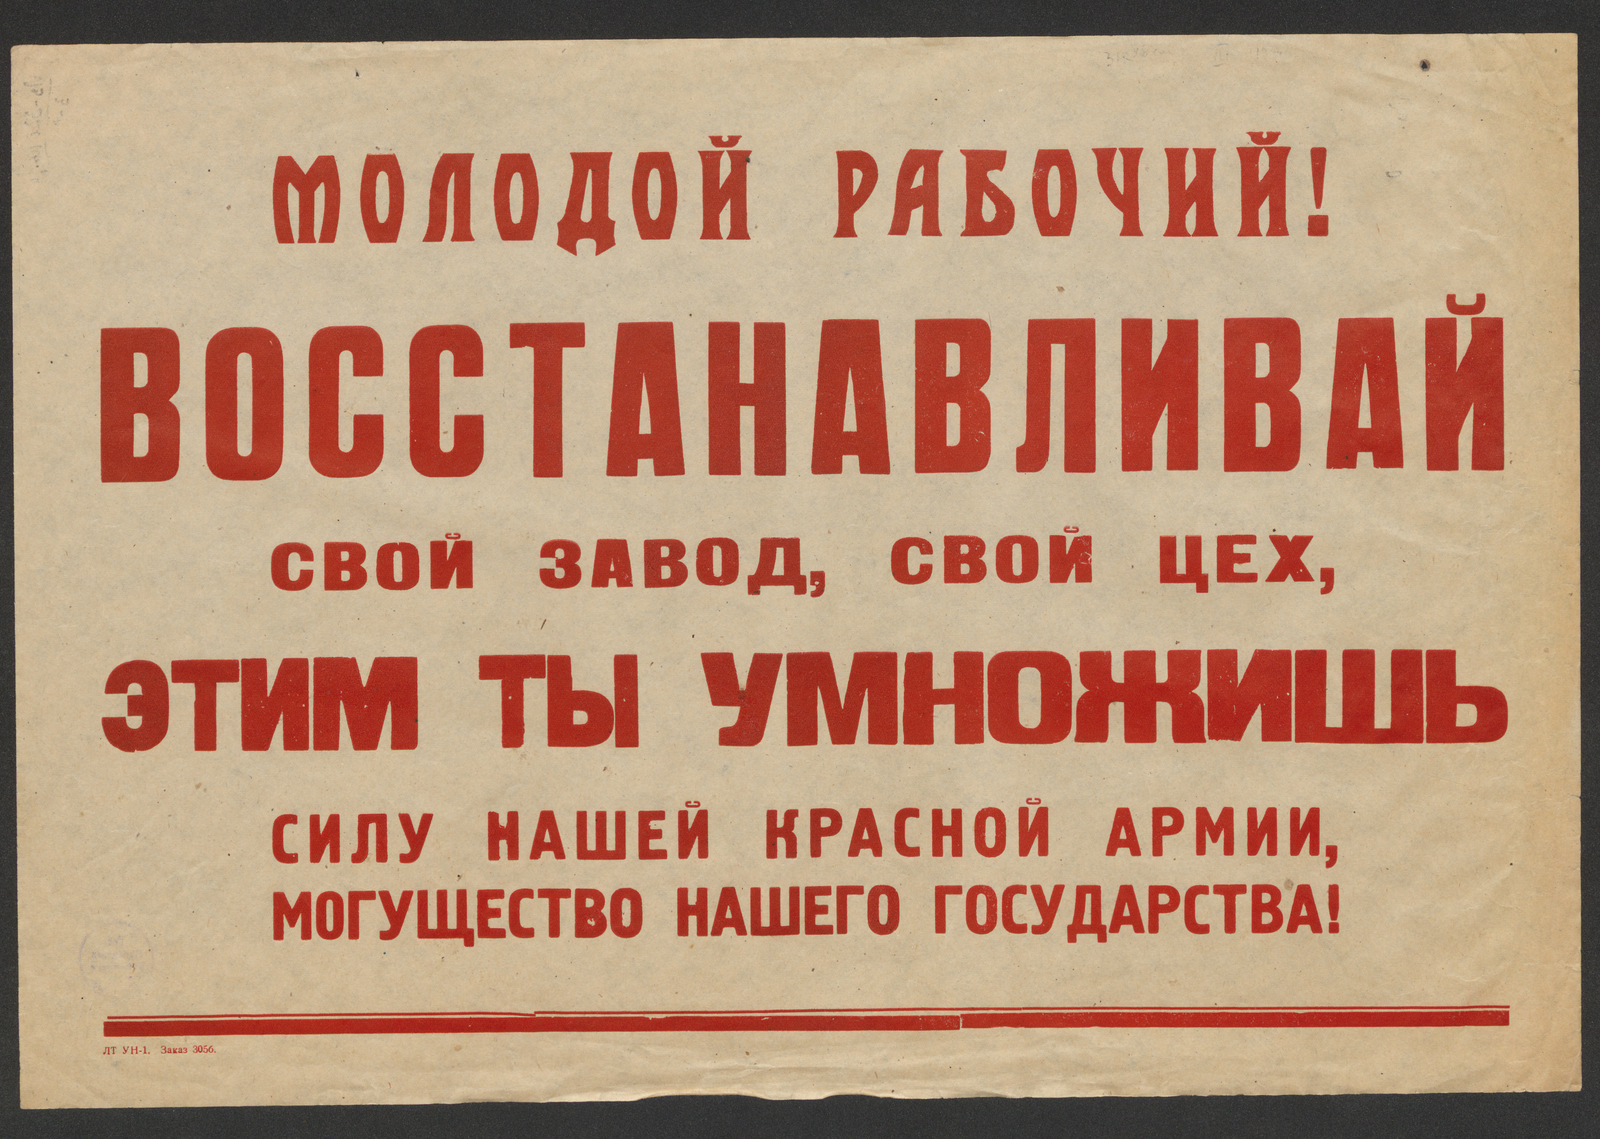 МОЛОДОЙ РАБОЧИЙ!
ВОССТАНАВЛИВАЙ
СВОЙ ЗАВОД, СВОЙ ЦЕХ,
ЭТИМ ТЫ УМНОЖИШЬ
СИЛУ НАШЕЙ КРАСНОЙ АРМИИ,
МОГУЩЕСТВО НАШЕГО ГОСУДАРСТВА!
ЛТ УН-1. Заказ 3056.